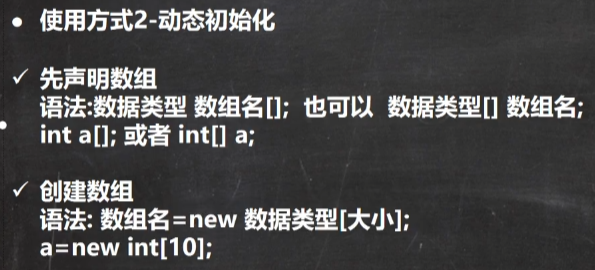 ● 使用方式2-动态初始化
✓ 先声明数组
语法:数据类型 数组名[]; 也可以 数据类型[] 数组名;
int a[]; 或者 int[] a;
✓ 创建数组
语法: 数组名=new 数据类型[大小];
a=new int[10];